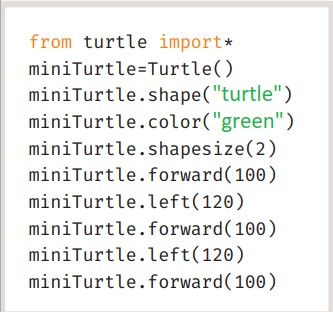 from turtle import*
miniTurtle=Turtle()
miniTurtle.shape("turtle")
miniTurtle.color("green")
miniTurtle.shapesize(2)
miniTurtle.forward(100)
miniTurtle.left(120)
miniTurtle.forward(100)
miniTurtle.left(120)
miniTurtle.forward(100)